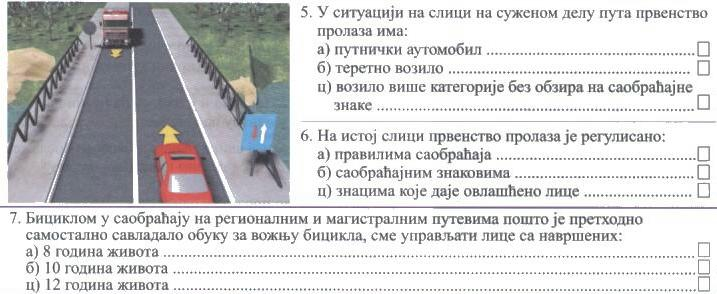 5. У ситуацији на слици на суженом делу пута првенство
пролаза има:
а) путнички аутомобил
б) теретно возило
ц) возило више категорије без обзира на саобраћајне
знаке
6. На истој слици првенство пролаза је регулисано:
а) правилима саобраћаја
б) саобраћајним знаковима
ц) знацима које даје овлашћено лице
7. Бициклом у саобраћају на регионалним и магистралним путевима пошто је претходно
самостално савладало обуку за вожњу бицикла, сме управљати лице са навршених:
а) 8 година живота
б) 10 година живота
ц) 12 година живота